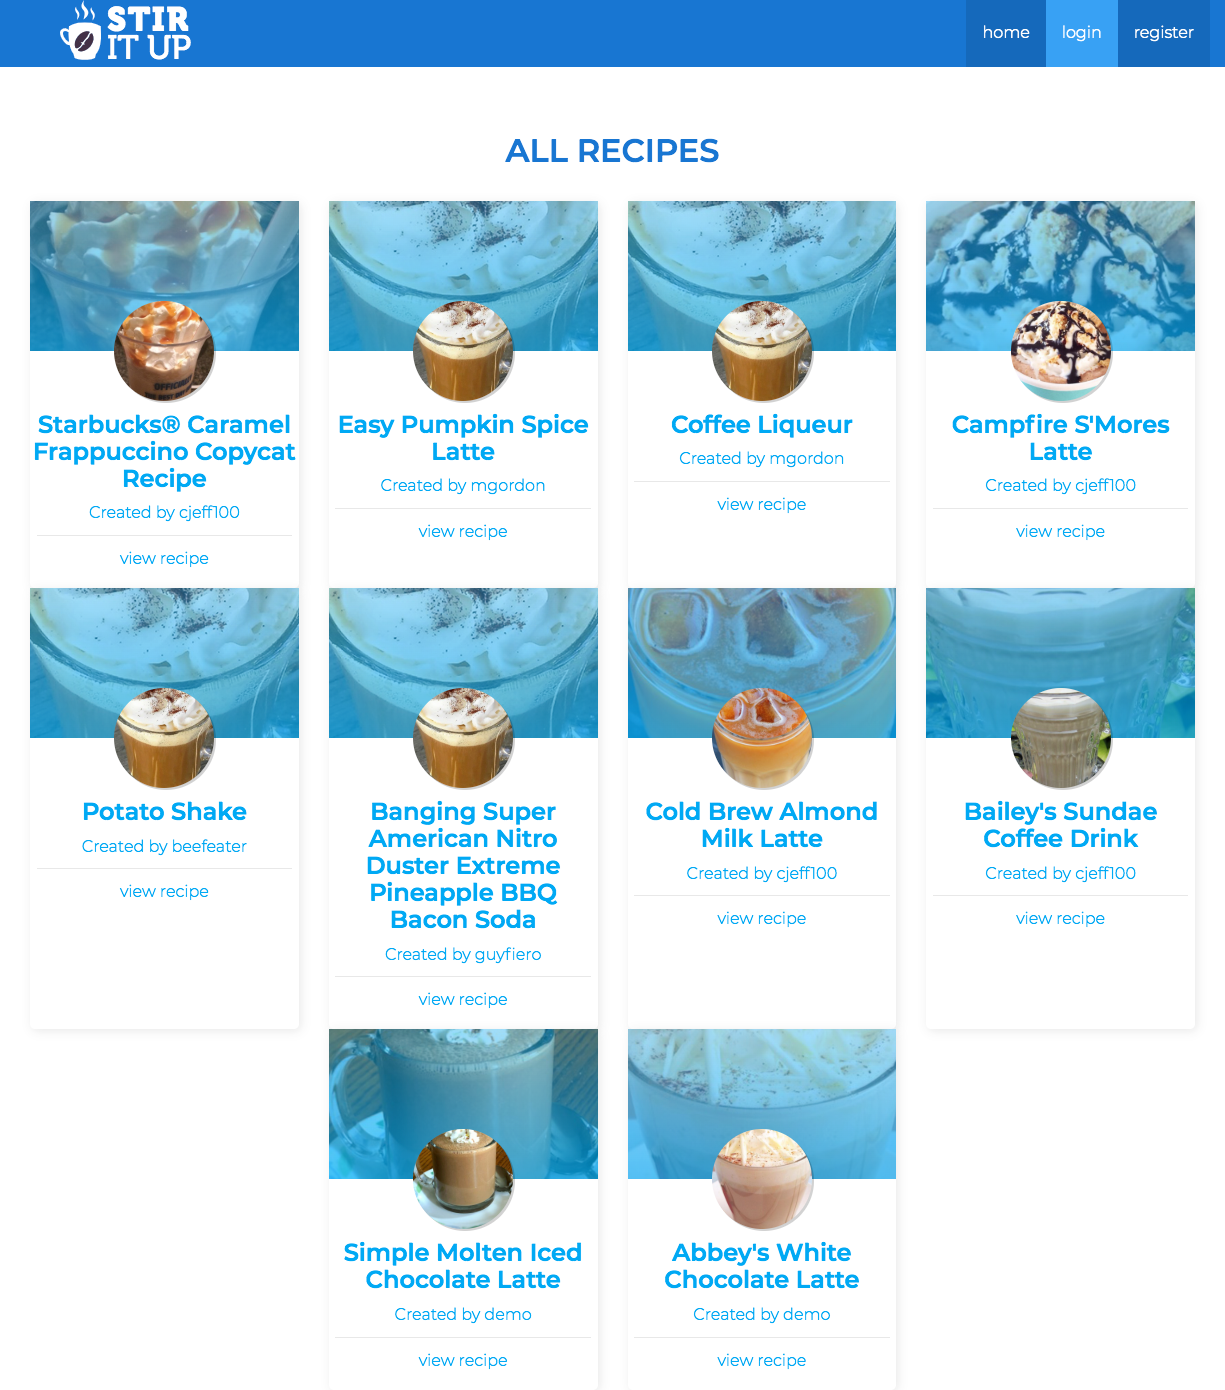 STIR
IT UP
home
login
register
ALL RECIPES
Starbucks® Caramel
Frappuccino Copycat
Recipe
Created by cjeff100
view recipe
Easy Pumpkin Spice
Latte
Created by mgordon
view recipe
Coffee Liqueur
Created by mgordon
view recipe
Campfire S'Mores
Latte
Created by cjeff100
view recipe
Potato Shake
Created by beefeater
view recipe
Banging Super
American Nitro
Duster Extreme
Pineapple BBQ
Bacon Soda
Created by guyfiero
view recipe
Cold Brew Almond
Milk Latte
Created by cjeff100
view recipe
Bailey's Sundae
Coffee Drink
Created by cjeff100
view recipe
Simple Molten Iced
Chocolate Latte
Created by demo
view recipe
Abbey's White
Chocolate Latte
Created by demo
view recipe